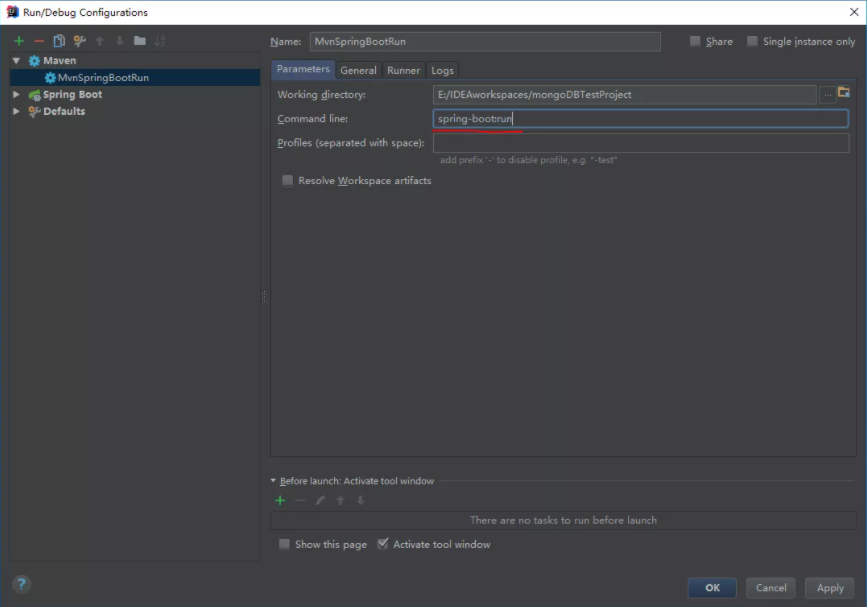 Run/Debug Configurations
Name: MvnSpringBootRun Share Single instance only
Maven
MvnSpringBootRun
Spring Boot
Defaults
Parameters General Runner Logs
Working directory: E:/IDEAworkspaces/mongoDBTestProject ...
Command line: spring-boot:run
Profiles (separated with space):
add prefix '-' to disable profile, e.g. "-test"
Resolve Workspace artifacts
Before launch: Activate tool window
There are no tasks to run before launch
Show this page Activate tool window
? OK Cancel Apply